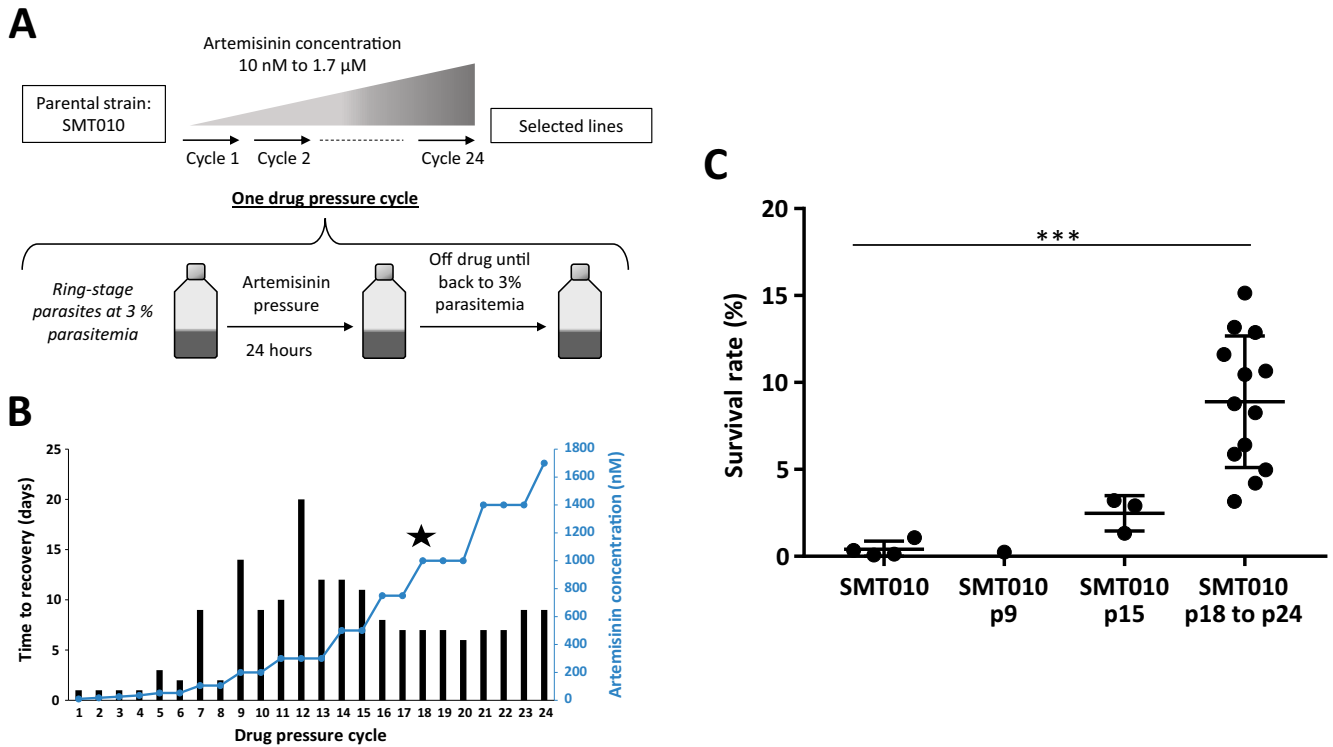 A
Artemisinin concentration
10 nM to 1.7 µM
Parental strain:
SMT010
Selected lines
Cycle 1
Cycle 2
Cycle 24
One drug pressure cycle
Ring-stage
parasites at 3 %
parasitemia
Artemisinin
pressure
24 hours
Off drug until
back to 3%
parasitemia
B
Time to recovery (days)
25
20
15
10
5
0
1 2 3 4 5 6 7 8 9 10 11 12 13 14 15 16 17 18 19 20 21 22 23 24
Drug pressure cycle
1800
1600
1400
1200
1000
800
600
400
200
0
Artemisinin concentration (nM)
C
Survival rate (%)
20
15
10
5
0
***
SMT010
SMT010
p9
SMT010
p15
SMT010
p18 to p24